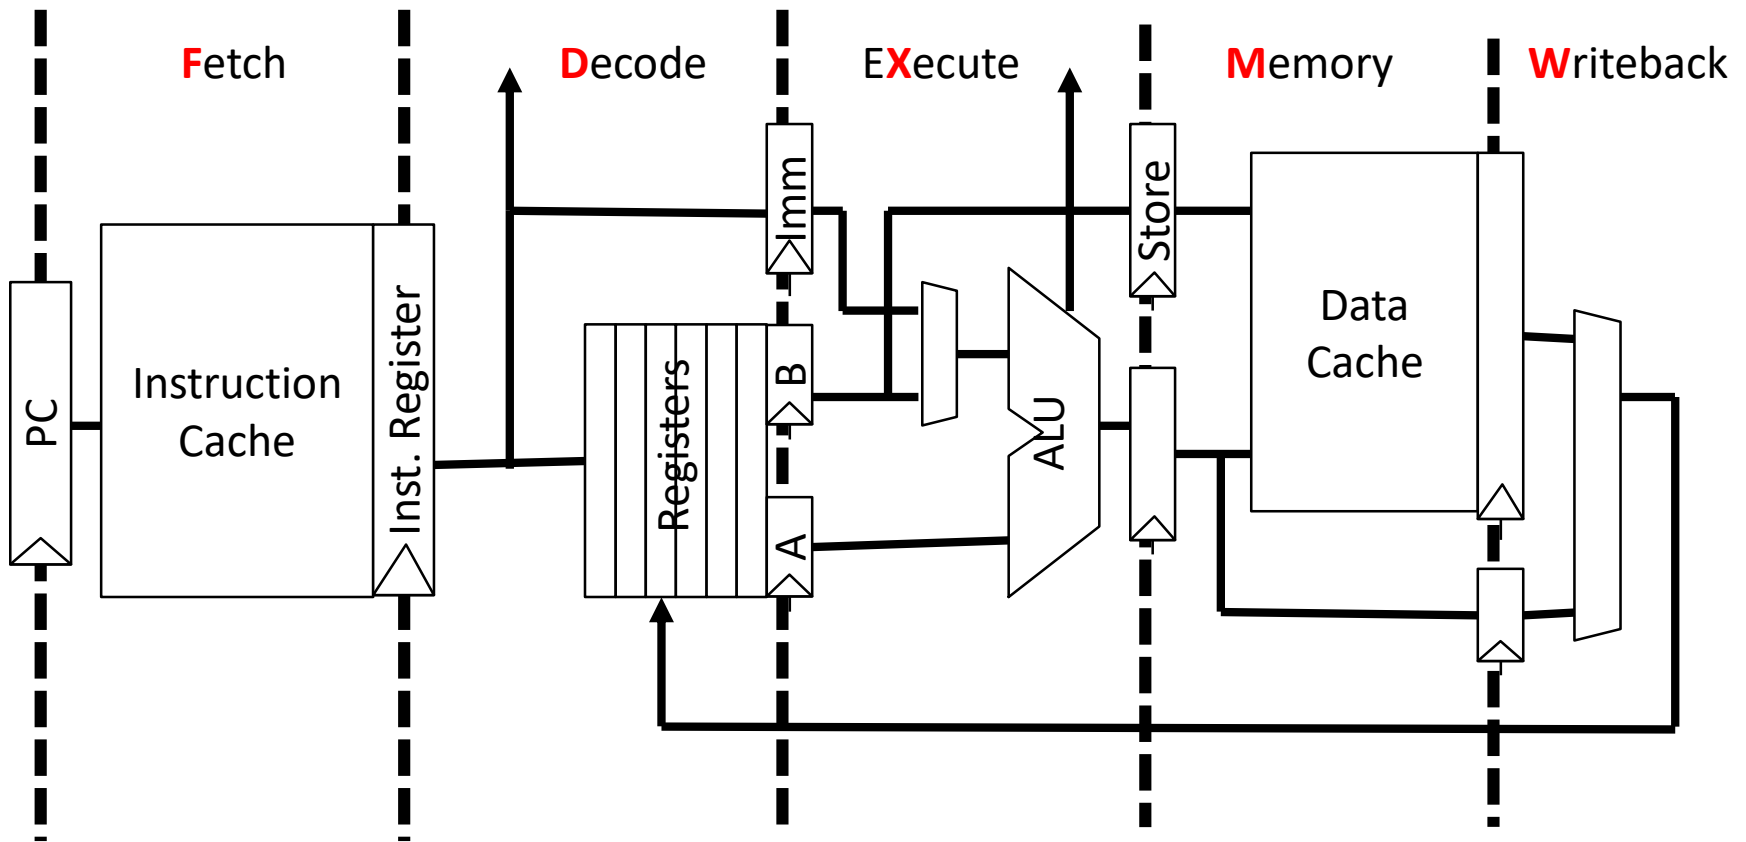 Fetch
Decode
EXecute
Memory
Writeback
PC
Instruction
Cache
Inst. Register
Registers
Imm
B
A
ALU
Store
Data
Cache